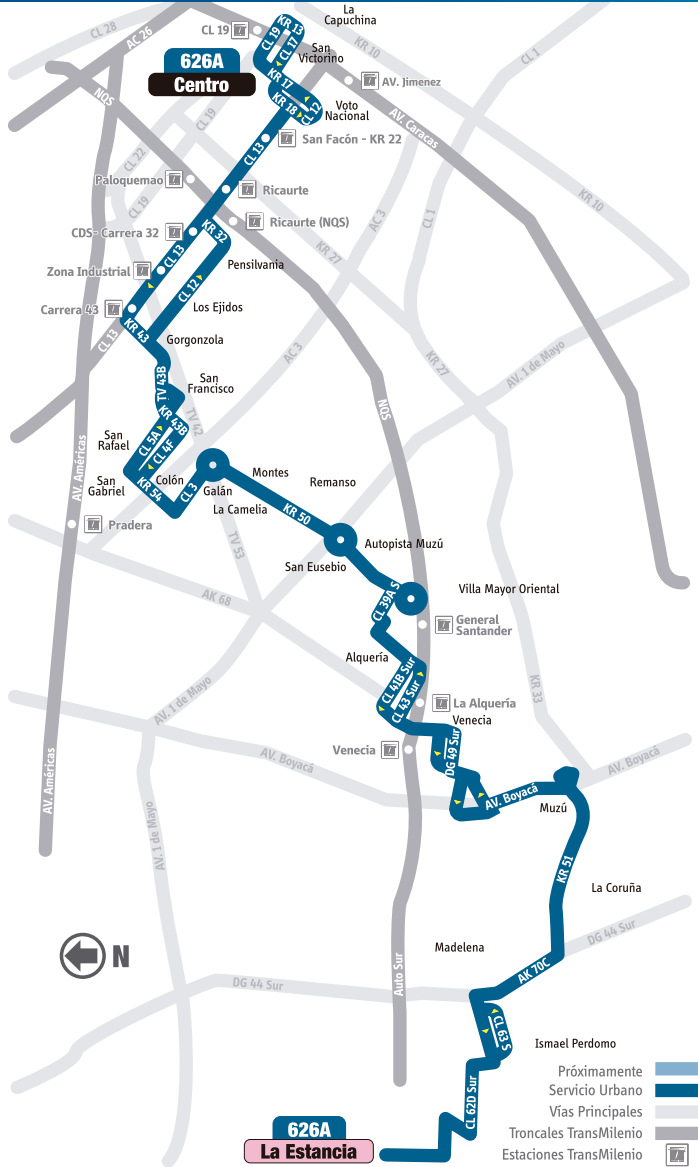 La
Capuchina
KR 13
CL 28
CL 19
CL 19
CL 17
AC 26
San
Victorino
KR 10
CL 1
626A
Centro
KR 17
AV. Jimenez
NQS
KR 18
CL 12
Voto
Nacional
CL 19
AV. Caracas
San Facón - KR 22
CL 13
CL 22
Paloquemao
Ricaurte
KR 10
CL 19
Ricaurte (NQS)
AC 3
CL 1
CDS- Carrera 32
KR 32
KR 27
CL 13
Pensilvania
Zona Industrial
CL 12
Carrera 43
Los Ejidos
KR 43
CL 13
Gorgonzola
AC 3
KR 27
AV. 1 de Mayo
TV 43B
San
Francisco
NQS
KR 43B
TV 42
San
Rafael
CL 5A
CL 4F
AV. Américas
San
Gabriel
KR 54
Colón
CL 3
Galán
Montes
Remanso
La Camelia
KR 50
Pradera
TV 53
Autopista Muzú
San Eusebio
AK 68
CL 39A S
Villa Mayor Oriental
General
Santander
Alquería
CL 41B Sur
CL 43 Sur
KR 33
AV. 1 de Mayo
La Alquería
Venecia
Venecia
DG 49 Sur
AV. Boyacá
AV. Boyacá
AV. Américas
AV. Boyacá
Muzú
AV. 1 de Mayo
KR 51
La Coruña
N
Madelena
DG 44 Sur
AK 70C
Auto Sur
DG 44 Sur
CL 63 S
Ismael Perdomo
Próximamente
CL 62D Sur
Servicio Urbano
Vías Principales
626A
La Estancia
Troncales TransMilenio
Estaciones TransMilenio